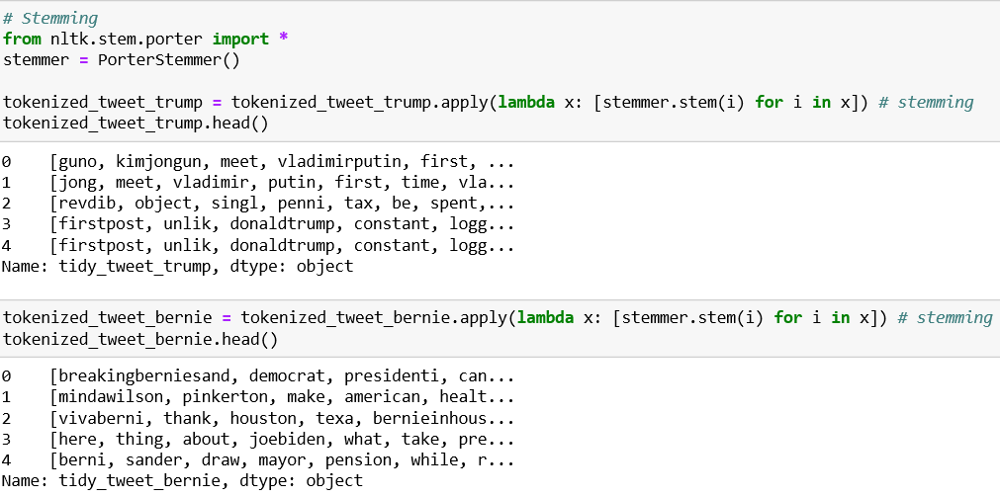 # Stemming
from nltk.stem.porter import *
stemmer = PorterStemmer()
tokenized_tweet_trump = tokenized_tweet_trump.apply(lambda x: [stemmer.stem(i) for i in x]) # stemming
tokenized_tweet_trump.head()
0    [guno, kimjongun, meet, vladimirputin, first, ...
1    [jong, meet, vladimir, putin, first, time, vla...
2    [revdib, object, singl, penni, tax, be, spent,...
3    [firstpost, unlik, donaldtrump, constant, logg...
4    [firstpost, unlik, donaldtrump, constant, logg...
Name: tidy_tweet_trump, dtype: object
tokenized_tweet_bernie = tokenized_tweet_bernie.apply(lambda x: [stemmer.stem(i) for i in x]) # stemming
tokenized_tweet_bernie.head()
0    [breakingberniesand, democrat, presidenti, can...
1    [mindawilson, pinkerton, make, american, healt...
2    [vivaberni, thank, houston, texa, bernieinhous...
3    [here, thing, about, joebiden, what, take, pre...
4    [berni, sander, draw, mayor, pension, while, r...
Name: tidy_tweet_bernie, dtype: object